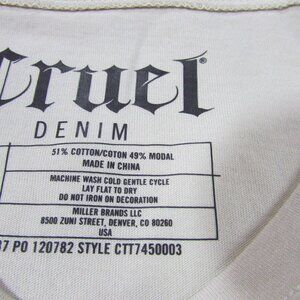 Cruel®
DENIM
51% COTTON/COTON 49% MODAL
MADE IN CHINA
MACHINE WASH COLD GENTLE CYCLE
LAY FLAT TO DRY
DO NOT IRON ON DECORATION
MILLER BRANDS LLC
8500 ZUNI STREET, DENVER, CO 80260
USA
37 PO 120782 STYLE CTT7450003